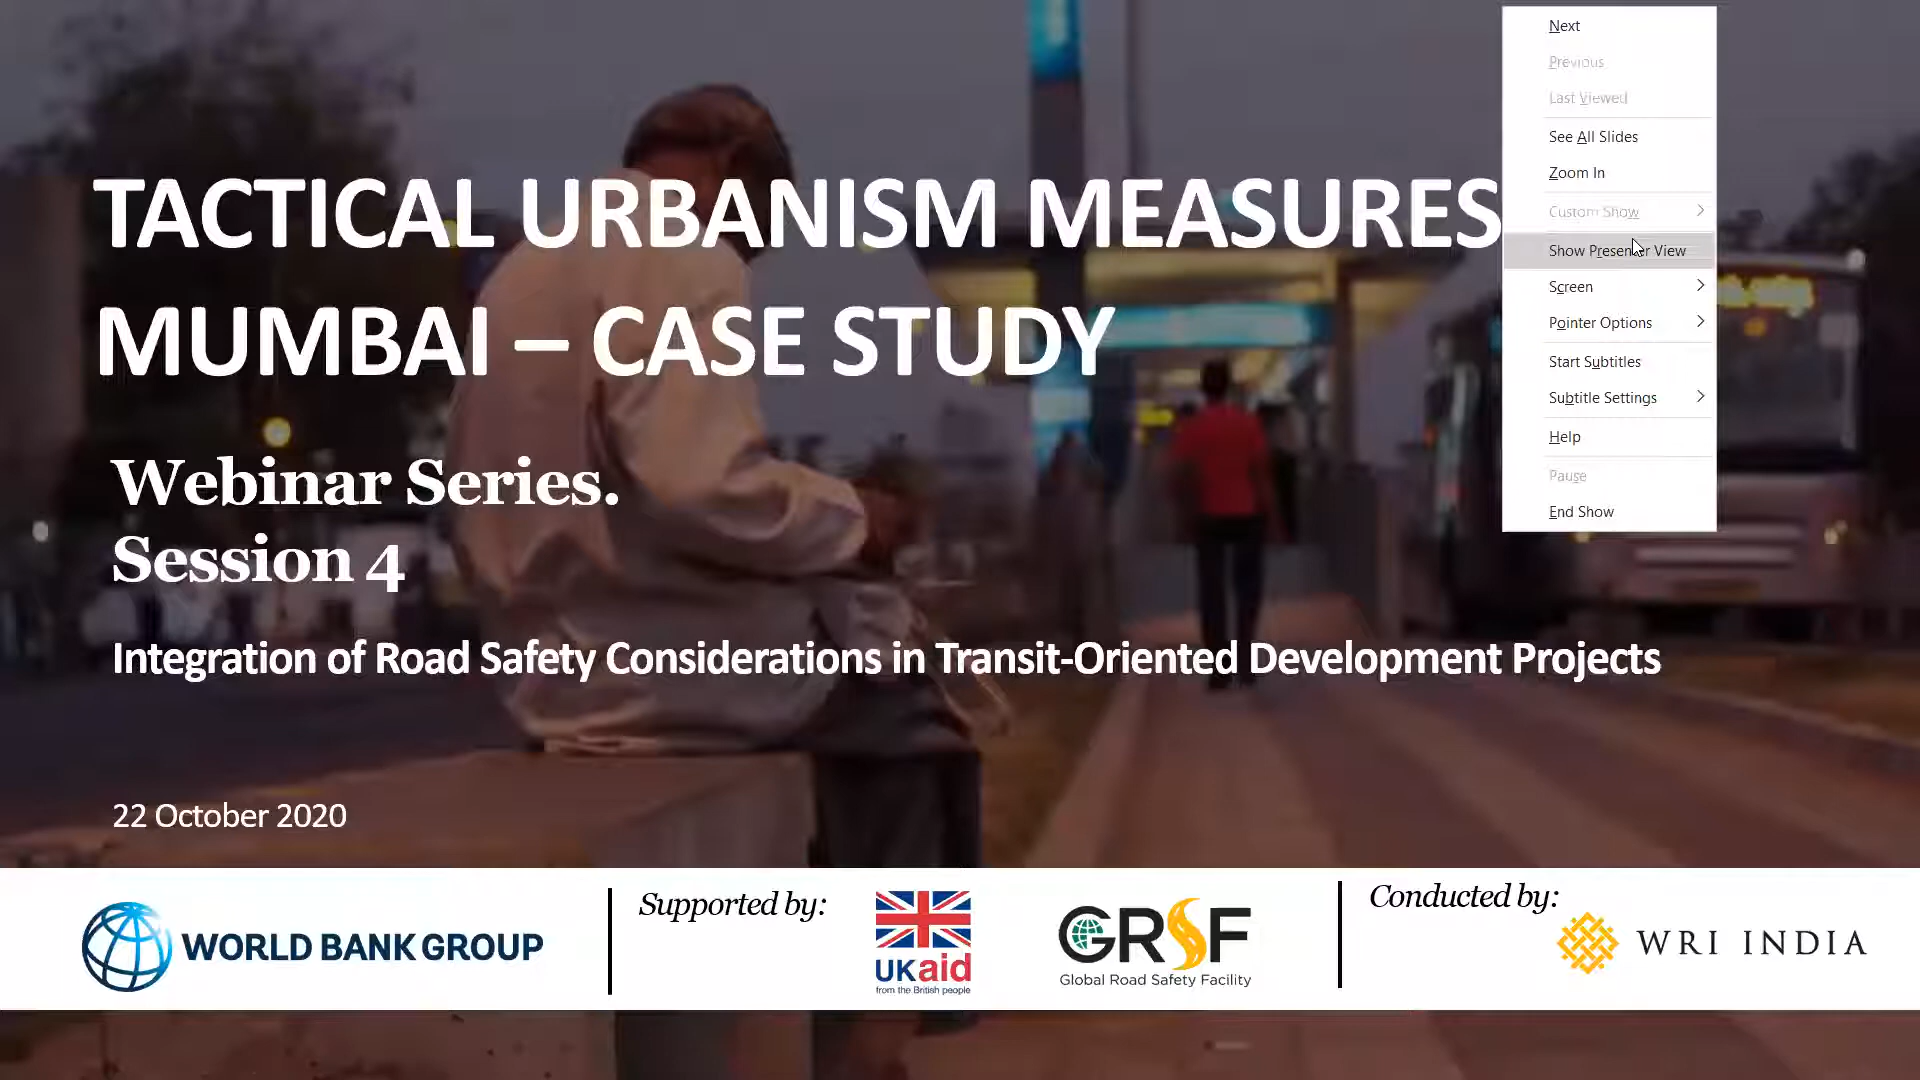 TACTICAL URBANISM MEASURES
MUMBAI – CASE STUDY
Webinar Series.
Session 4
Integration of Road Safety Considerations in Transit-Oriented Development Projects
22 October 2020
WORLD BANK GROUP
Supported by:
UKaid
from the British people
GRSF
Global Road Safety Facility
Conducted by:
WRI INDIA
Next
Previous
Last Viewed
See All Slides
Zoom In
Custom Show
Show Presenter View
Screen
Pointer Options
Start Subtitles
Subtitle Settings
Help
Pause
End Show